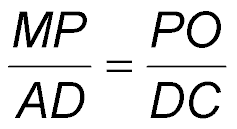 MP/AD = PO/DC